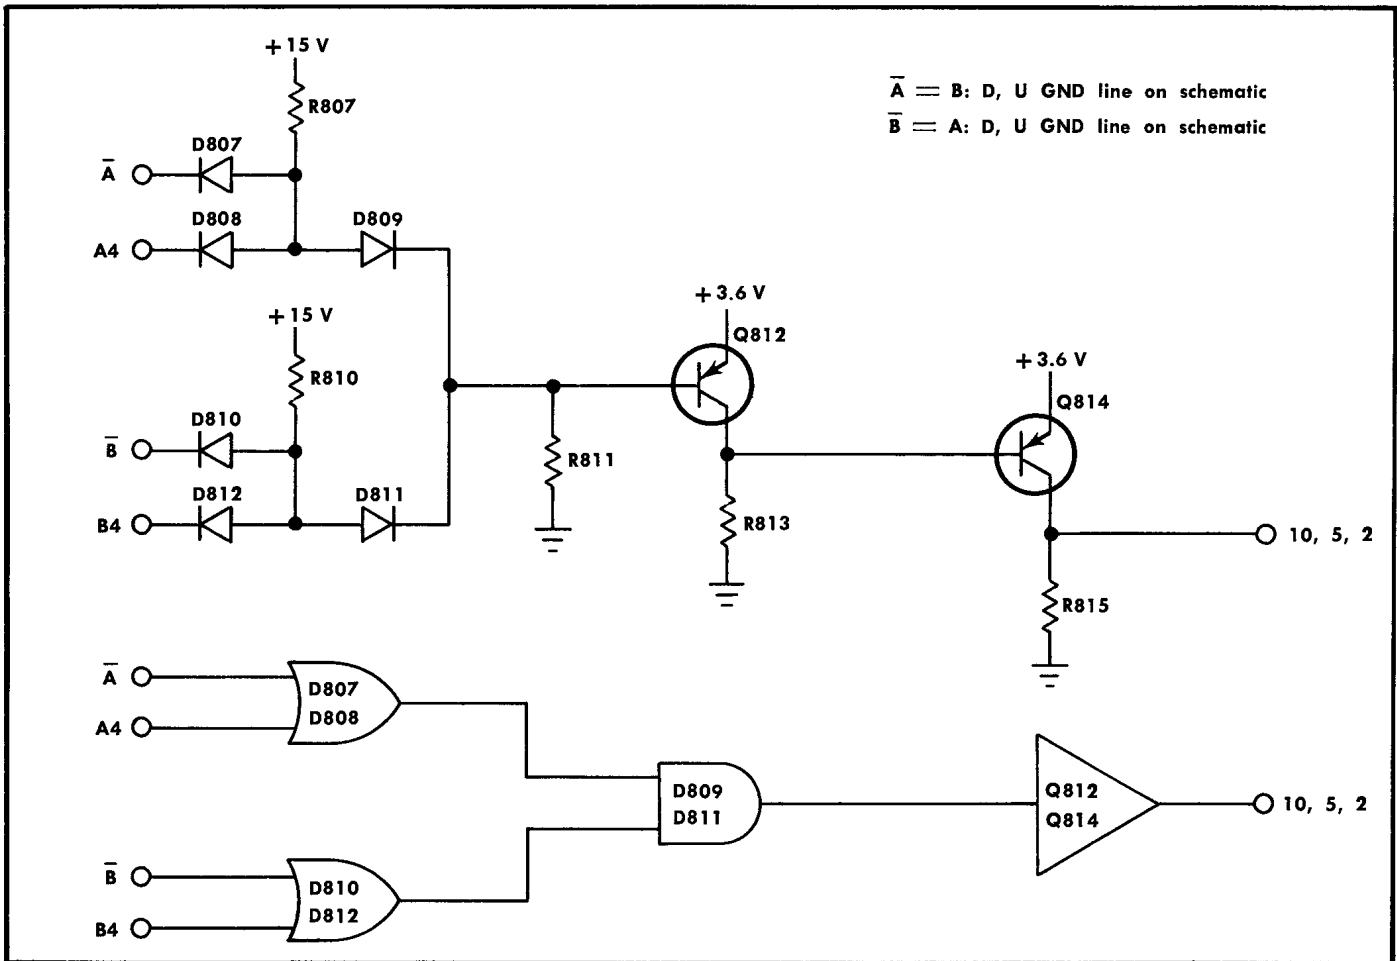 + 15 V
R807
D807
A̅
D808
A4
D809
A̅ = B: D, U GND line on schematic
B̅ = A: D, U GND line on schematic
+ 15 V
R810
D810
B̅
D812
B4
D811
R811
+ 3.6 V
Q812
R813
+ 3.6 V
Q814
10, 5, 2
R815
A̅
A4
D807
D808
D809
D811
B̅
B4
D810
D812
Q812
Q814
10, 5, 2